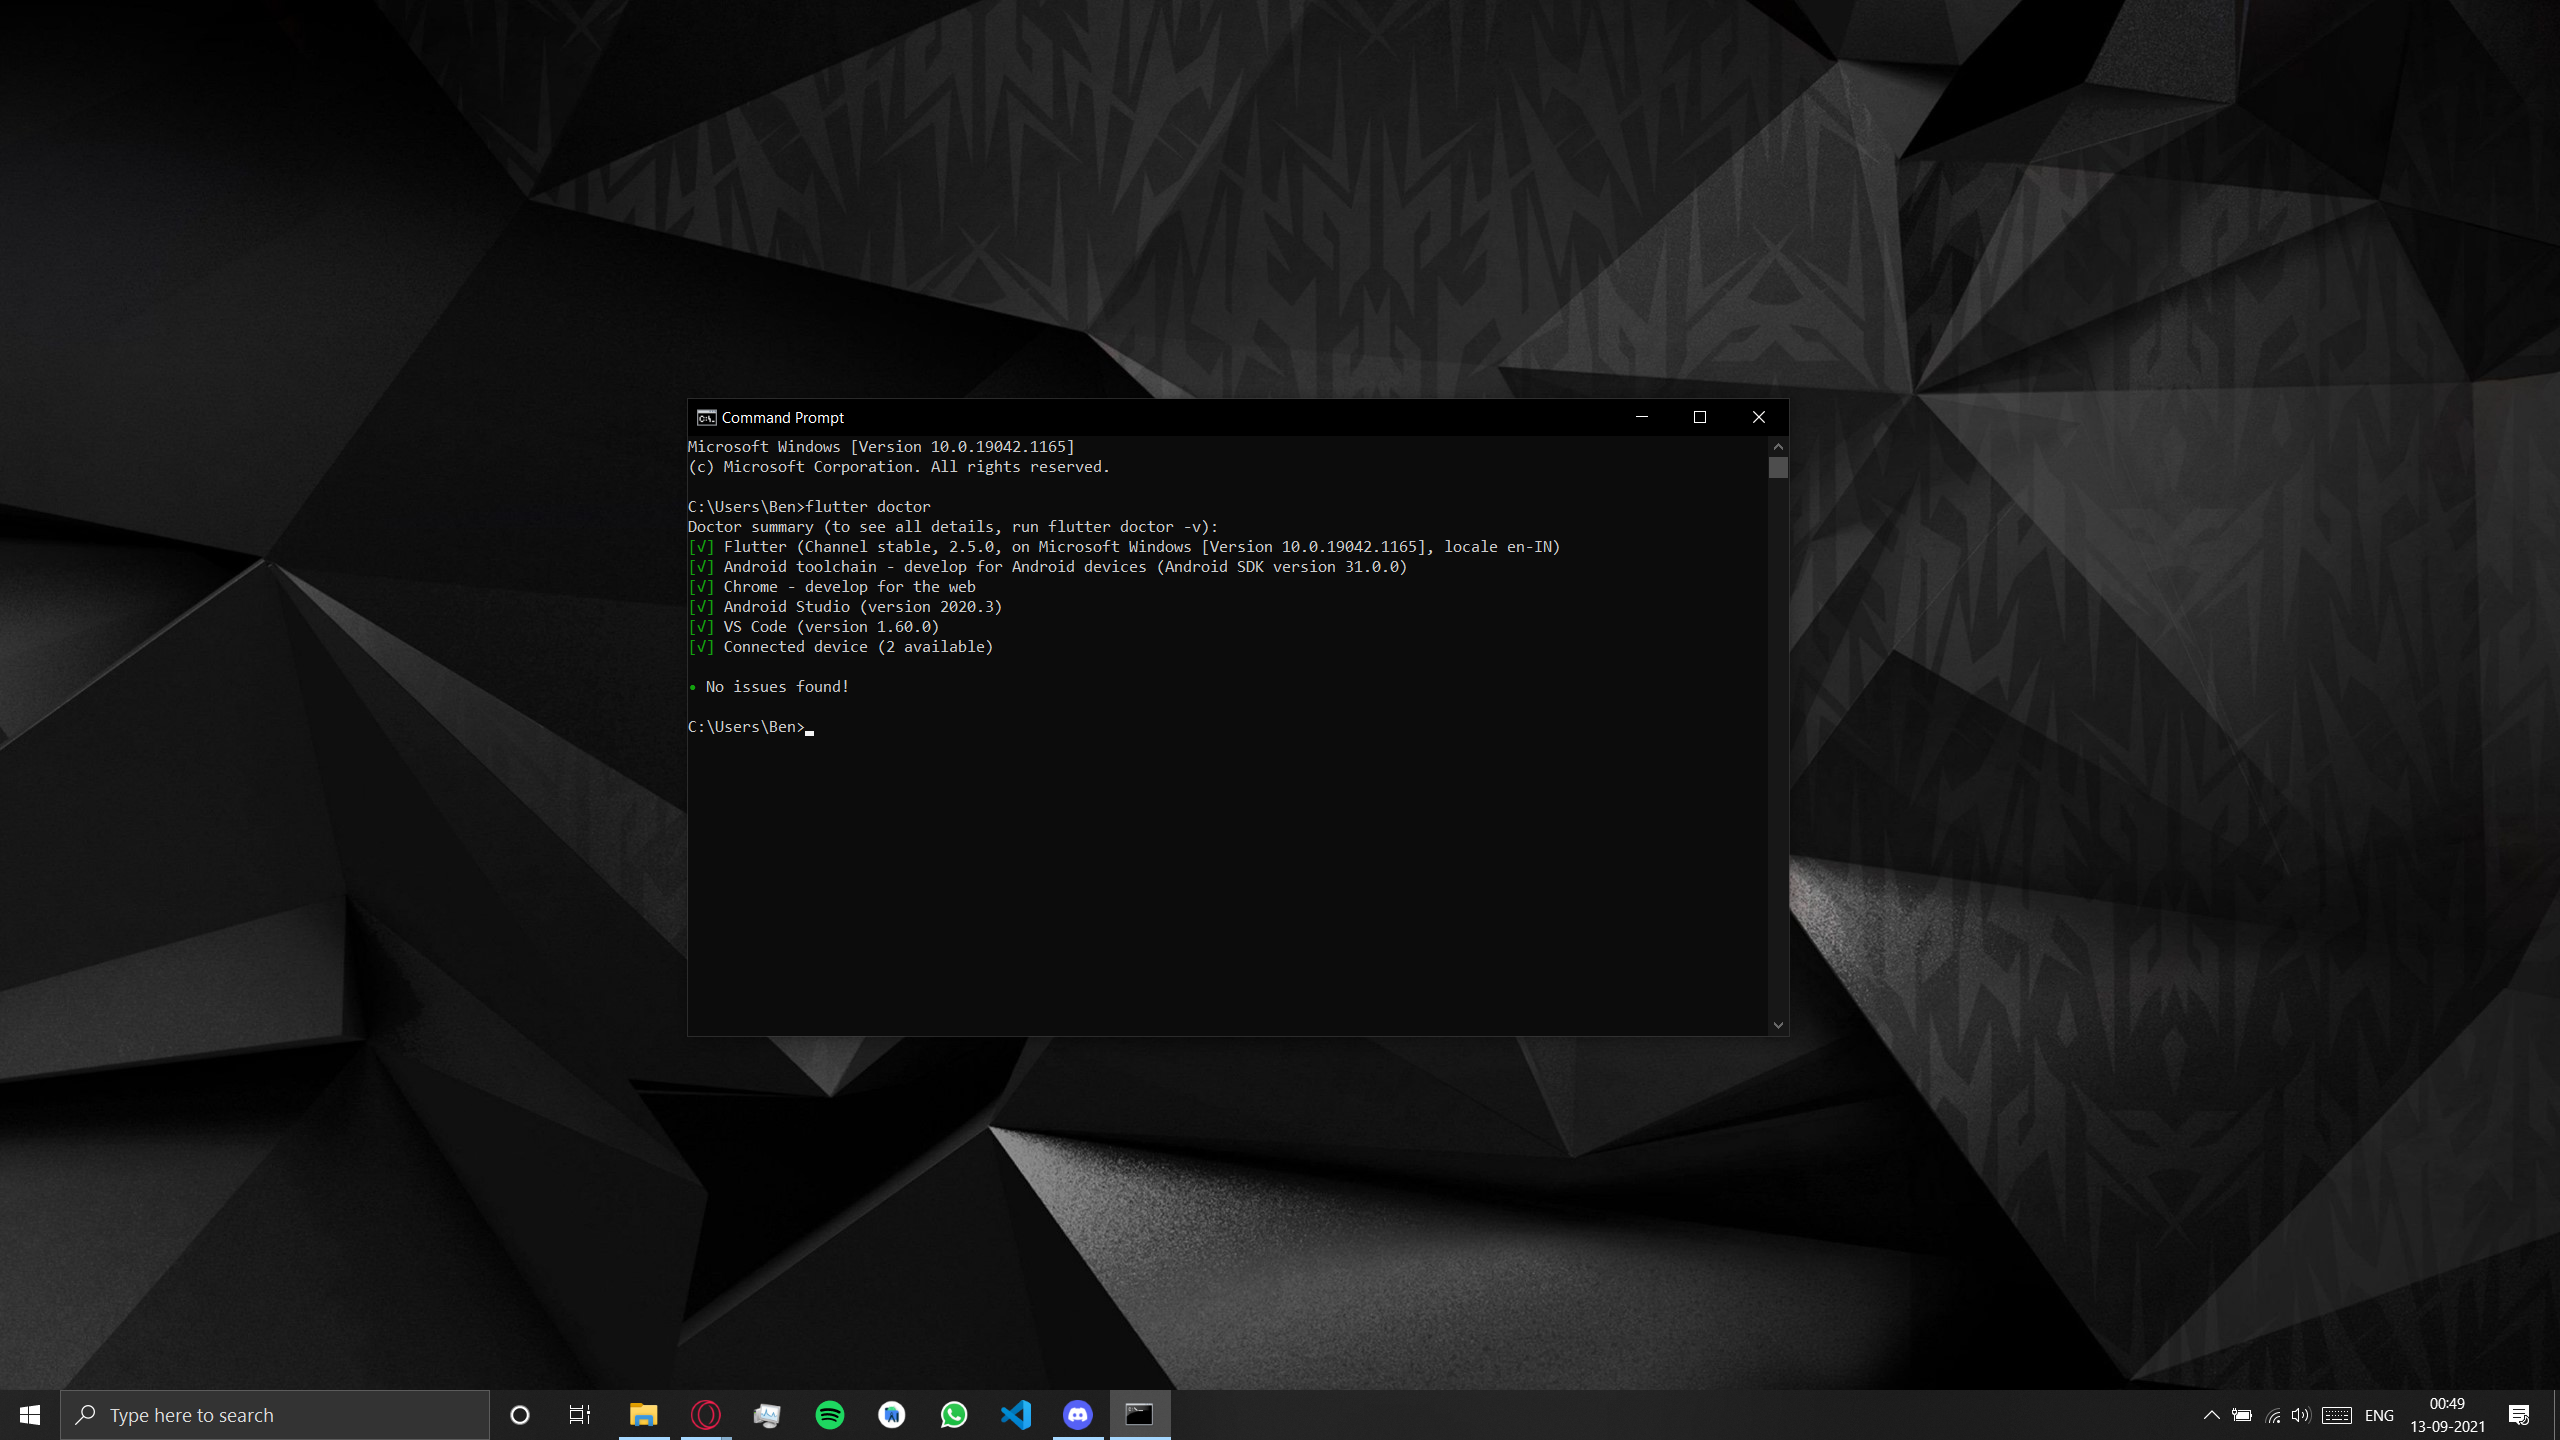 Command Prompt
Microsoft Windows [Version 10.0.19042.1165]
(c) Microsoft Corporation. All rights reserved.
C:\Users\Ben>flutter doctor
Doctor summary (to see all details, run flutter doctor -v):
[√] Flutter (Channel stable, 2.5.0, on Microsoft Windows [Version 10.0.19042.1165], locale en-IN)
[√] Android toolchain - develop for Android devices (Android SDK version 31.0.0)
[√] Chrome - develop for the web
[√] Android Studio (version 2020.3)
[√] VS Code (version 1.60.0)
[√] Connected device (2 available)
• No issues found!
C:\Users\Ben>
Type here to search
ENG
00:49
13-09-2021